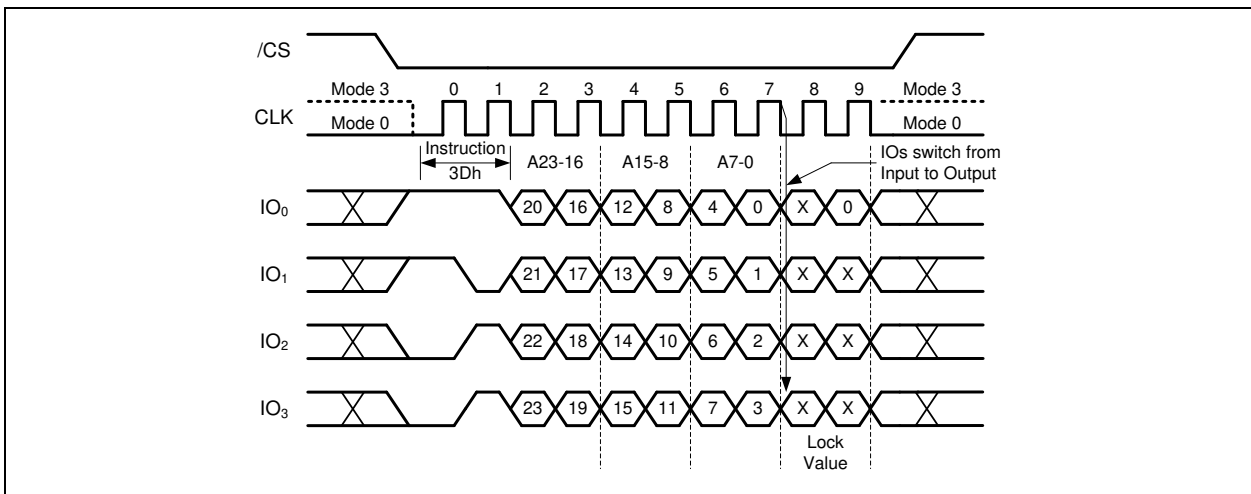 /CS
Mode 3 0 1 2 3 4 5 6 7 8 9 Mode 3
CLK
Mode 0 Mode 0
Instruction
3Dh
A23-16 A15-8 A7-0
IOs switch from
Input to Output
IO0 20 16 12 8 4 0 X 0
IO1 21 17 13 9 5 1 X X
IO2 22 18 14 10 6 2 X X
IO3 23 19 15 11 7 3 X X
Lock
Value